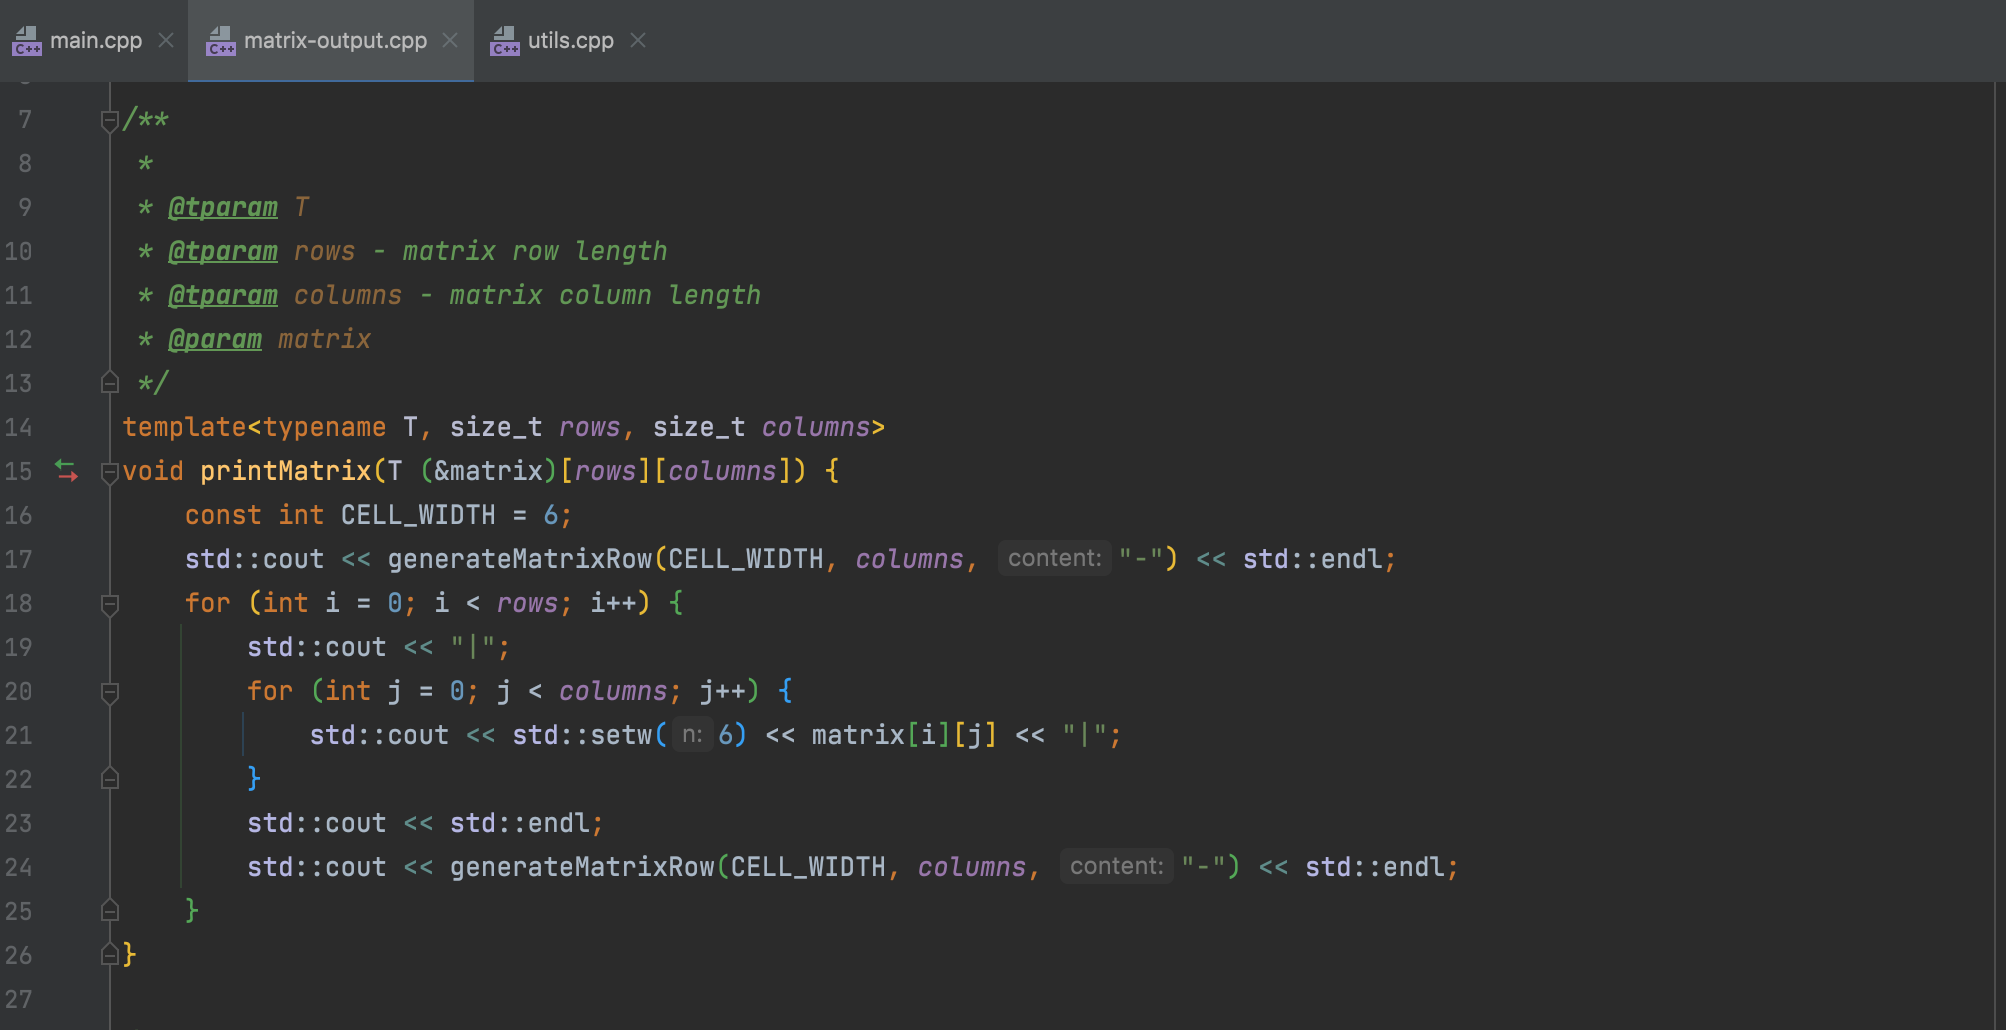 main.cpp matrix-output.cpp utils.cpp
7 /**
8 *
9 * @tparam T
10 * @tparam rows - matrix row length
11 * @tparam columns - matrix column length
12 * @param matrix
13 */
14 template<typename T, size_t rows, size_t columns>
15 void printMatrix(T (&matrix)[rows][columns]) {
16 const int CELL_WIDTH = 6;
17 std::cout << generateMatrixRow(CELL_WIDTH, columns, content: "-") << std::endl;
18 for (int i = 0; i < rows; i++) {
19 std::cout << "|";
20 for (int j = 0; j < columns; j++) {
21 std::cout << std::setw( n: 6) << matrix[i][j] << "|";
22 }
23 std::cout << std::endl;
24 std::cout << generateMatrixRow(CELL_WIDTH, columns, content: "-") << std::endl;
25 }
26 }
27